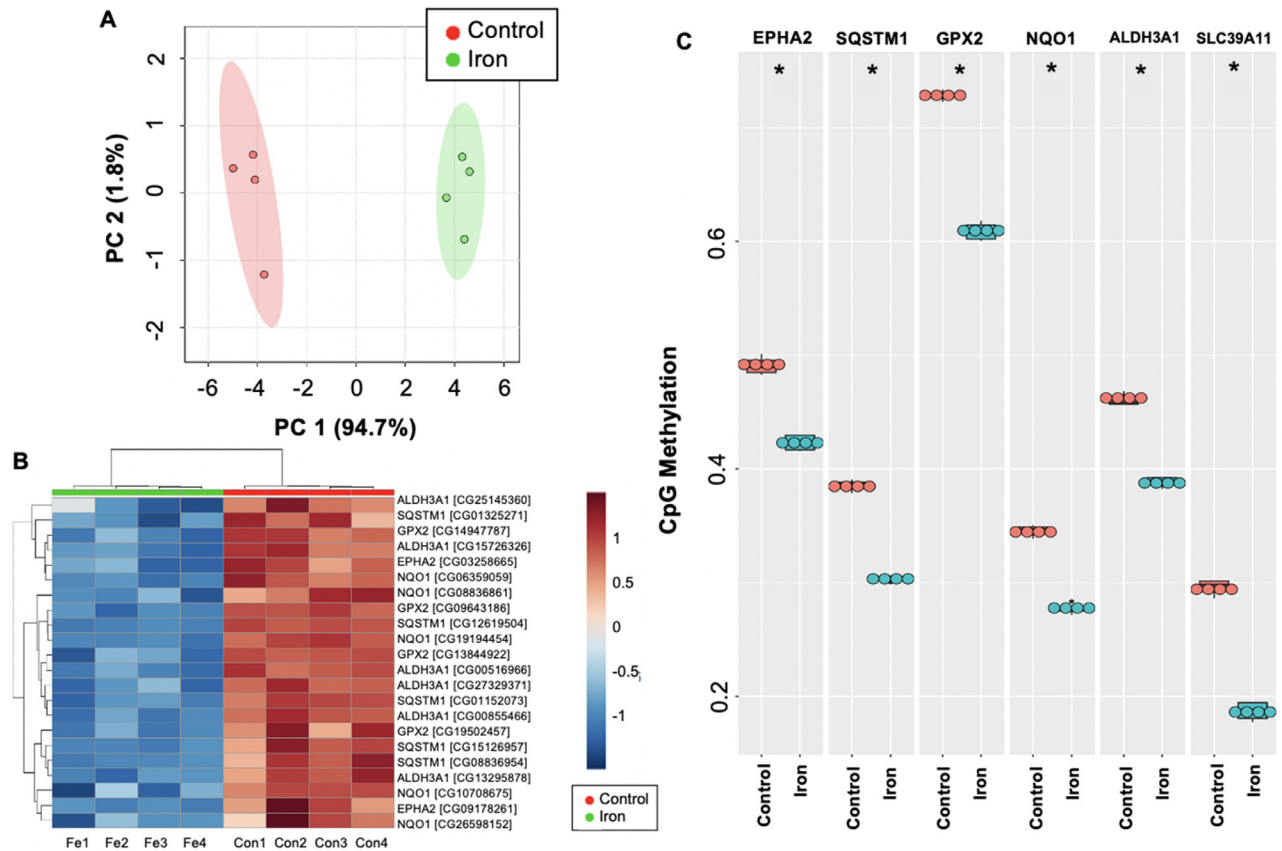 A
Control
Iron
2
1
0
-1
-2
PC 2 (1.8%)
-6 -4 -2 0 2 4 6
PC 1 (94.7%)
B
ALDH3A1 [CG25145360]
SQSTM1 [CG01325271]
GPX2 [CG14947787]
ALDH3A1 [CG15726326]
EPHA2 [CG03258665]
NQO1 [CG06359059]
NQO1 [CG08836861]
GPX2 [CG09643186]
SQSTM1 [CG12619504]
NQO1 [CG19194454]
GPX2 [CG13844922]
ALDH3A1 [CG00516966]
ALDH3A1 [CG27329371]
SQSTM1 [CG01152073]
ALDH3A1 [CG00855466]
GPX2 [CG19502457]
SQSTM1 [CG15126957]
SQSTM1 [CG08836954]
ALDH3A1 [CG13295878]
NQO1 [CG10708675]
EPHA2 [CG09178261]
NQO1 [CG26598152]
Fe1 Fe2 Fe3 Fe4 Con1 Con2 Con3 Con4
1
0.5
0
-0.5
-1
Control
Iron
C
EPHA2 SQSTM1 GPX2 NQO1 ALDH3A1 SLC39A11
* * * * * *
CpG Methylation
0.6
0.4
0.2
Control Iron Control Iron Control Iron Control Iron Control Iron Control Iron